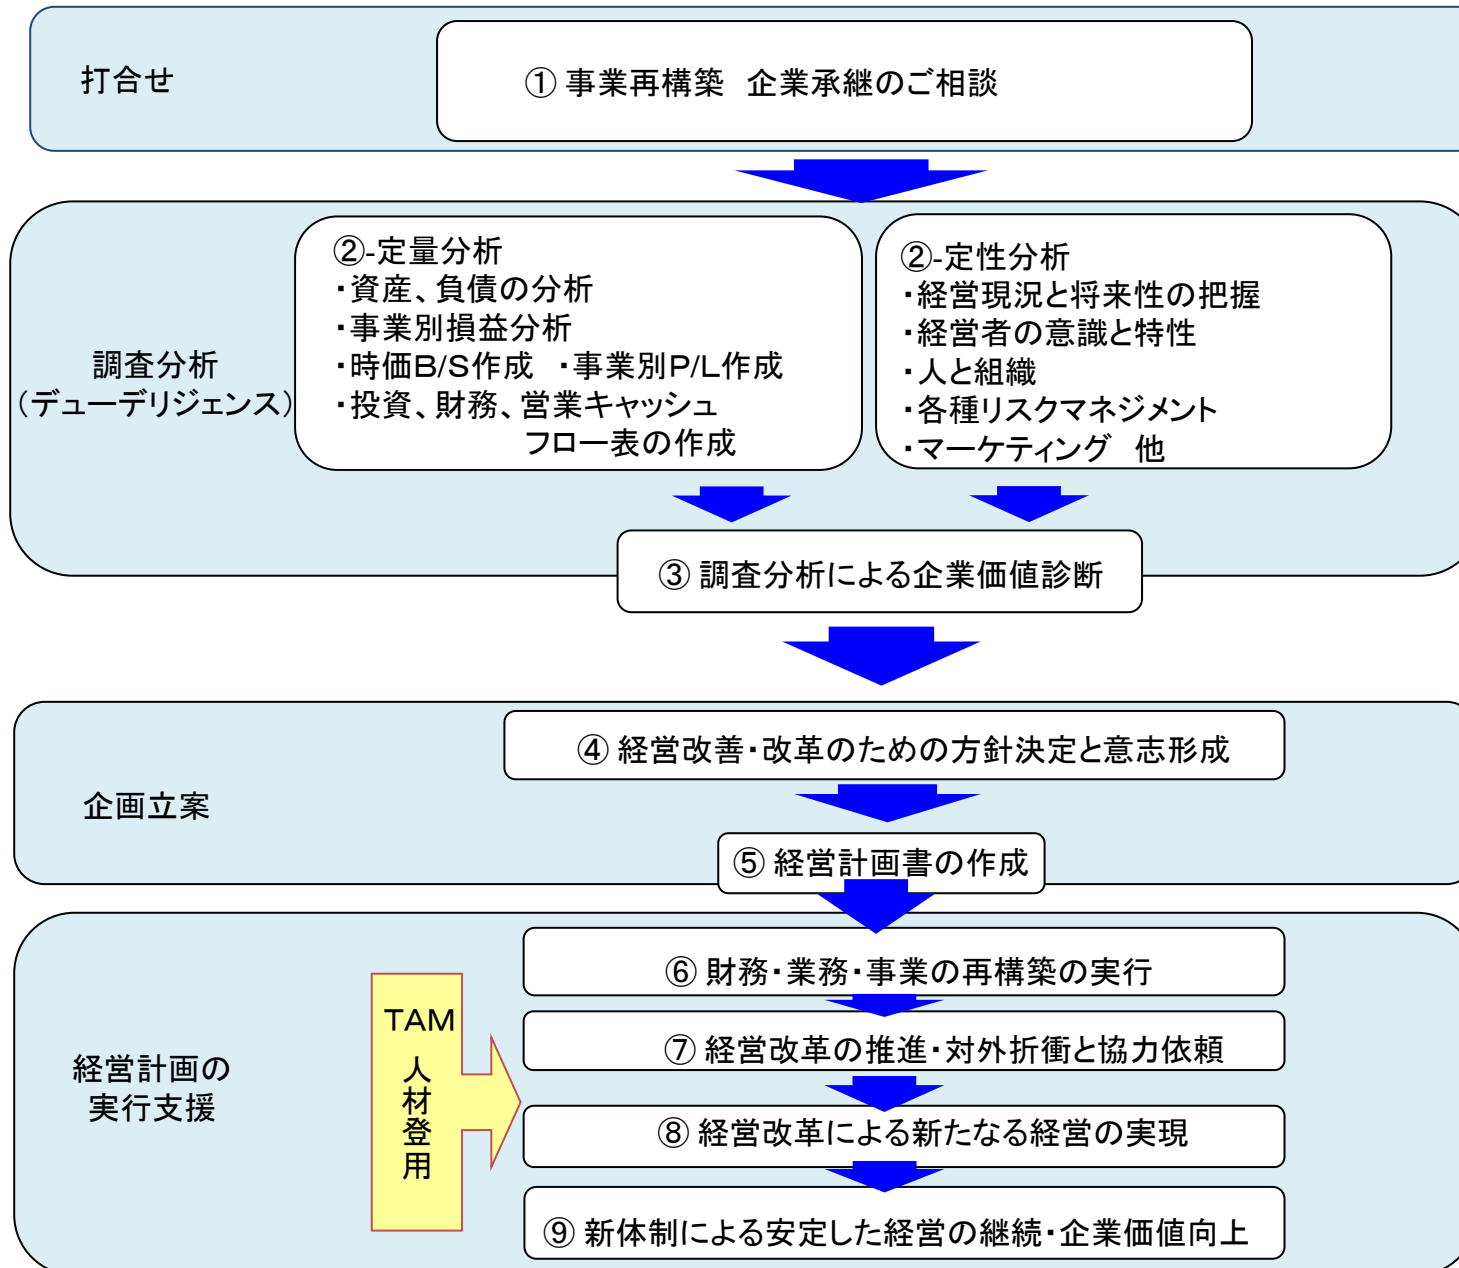 打合せ
① 事業再構築　企業承継のご相談
調査分析
（デューデリジェンス）
②-定量分析
・資産、負債の分析
・事業別損益分析
・時価B/S作成　・事業別P/L作成
・投資、財務、営業キャッシュ
フロー表の作成
②-定性分析
・経営現況と将来性の把握
・経営者の意識と特性
・人と組織
・各種リスクマネジメント
・マーケティング　他
③ 調査分析による企業価値診断
企画立案
④ 経営改善・改革のための方針決定と意志形成
⑤ 経営計画書の作成
経営計画の
実行支援
TAM
人材登用
⑥ 財務・業務・事業の再構築の実行
⑦ 経営改革の推進・対外折衝と協力依頼
⑧ 経営改革による新たなる経営の実現
⑨ 新体制による安定した経営の継続・企業価値向上